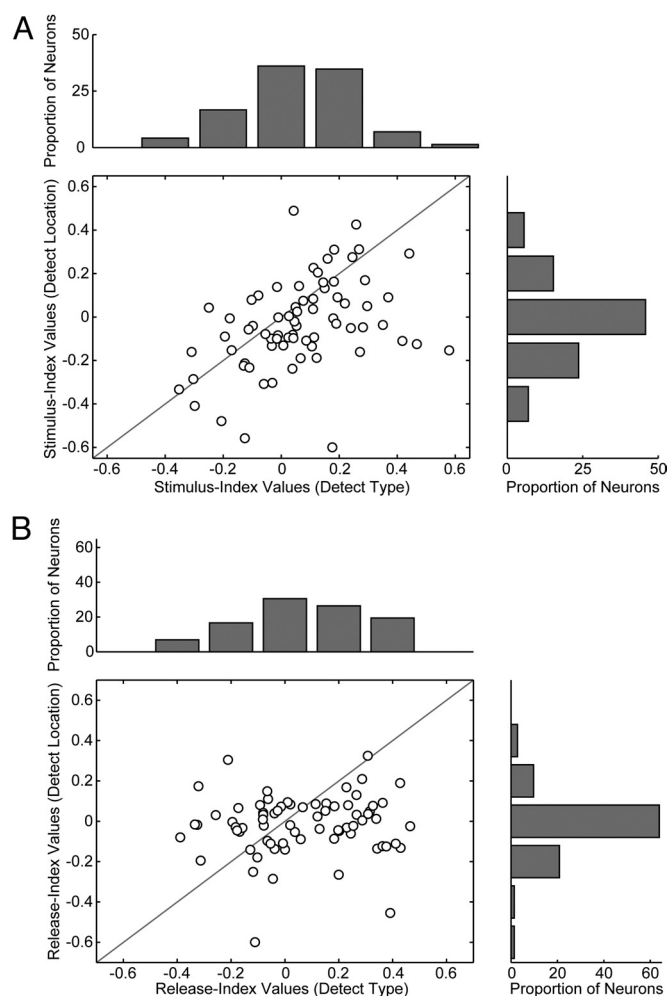 A
Proportion of Neurons
50
25
0
Stimulus-Index Values (Detect Location)
0.6
0.4
0.2
0
-0.2
-0.4
-0.6
-0.6 -0.4 -0.2 0 0.2 0.4 0.6
Stimulus-Index Values (Detect Type)
0 25 50
Proportion of Neurons
B
Proportion of Neurons
60
40
20
0
Release-Index Values (Detect Location)
0.6
0.4
0.2
0
-0.2
-0.4
-0.6
-0.6 -0.4 -0.2 0 0.2 0.4 0.6
Release-Index Values (Detect Type)
0 20 40 60
Proportion of Neurons